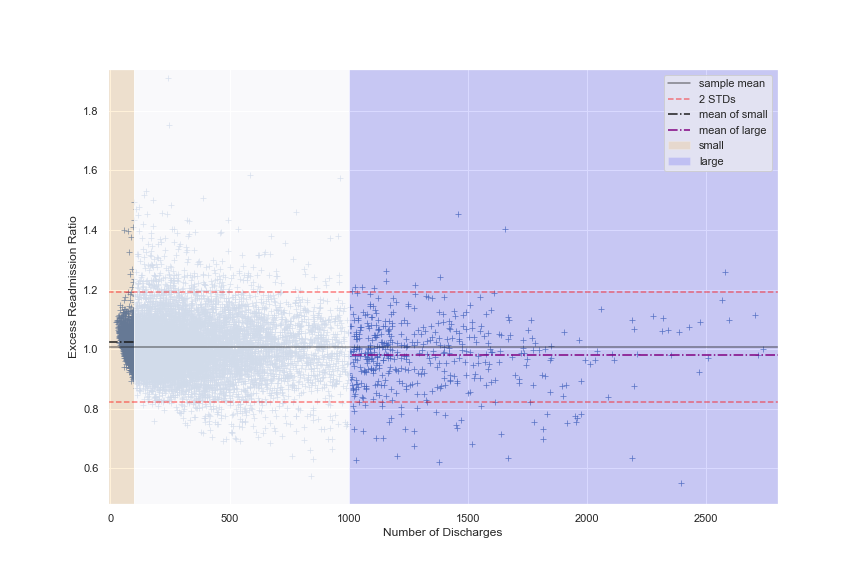 sample mean
2 STDs
mean of small
mean of large
small
large
Excess Readmission Ratio
1.8
1.6
1.4
1.2
1.0
0.8
0.6
0
500
1000
1500
2000
2500
Number of Discharges